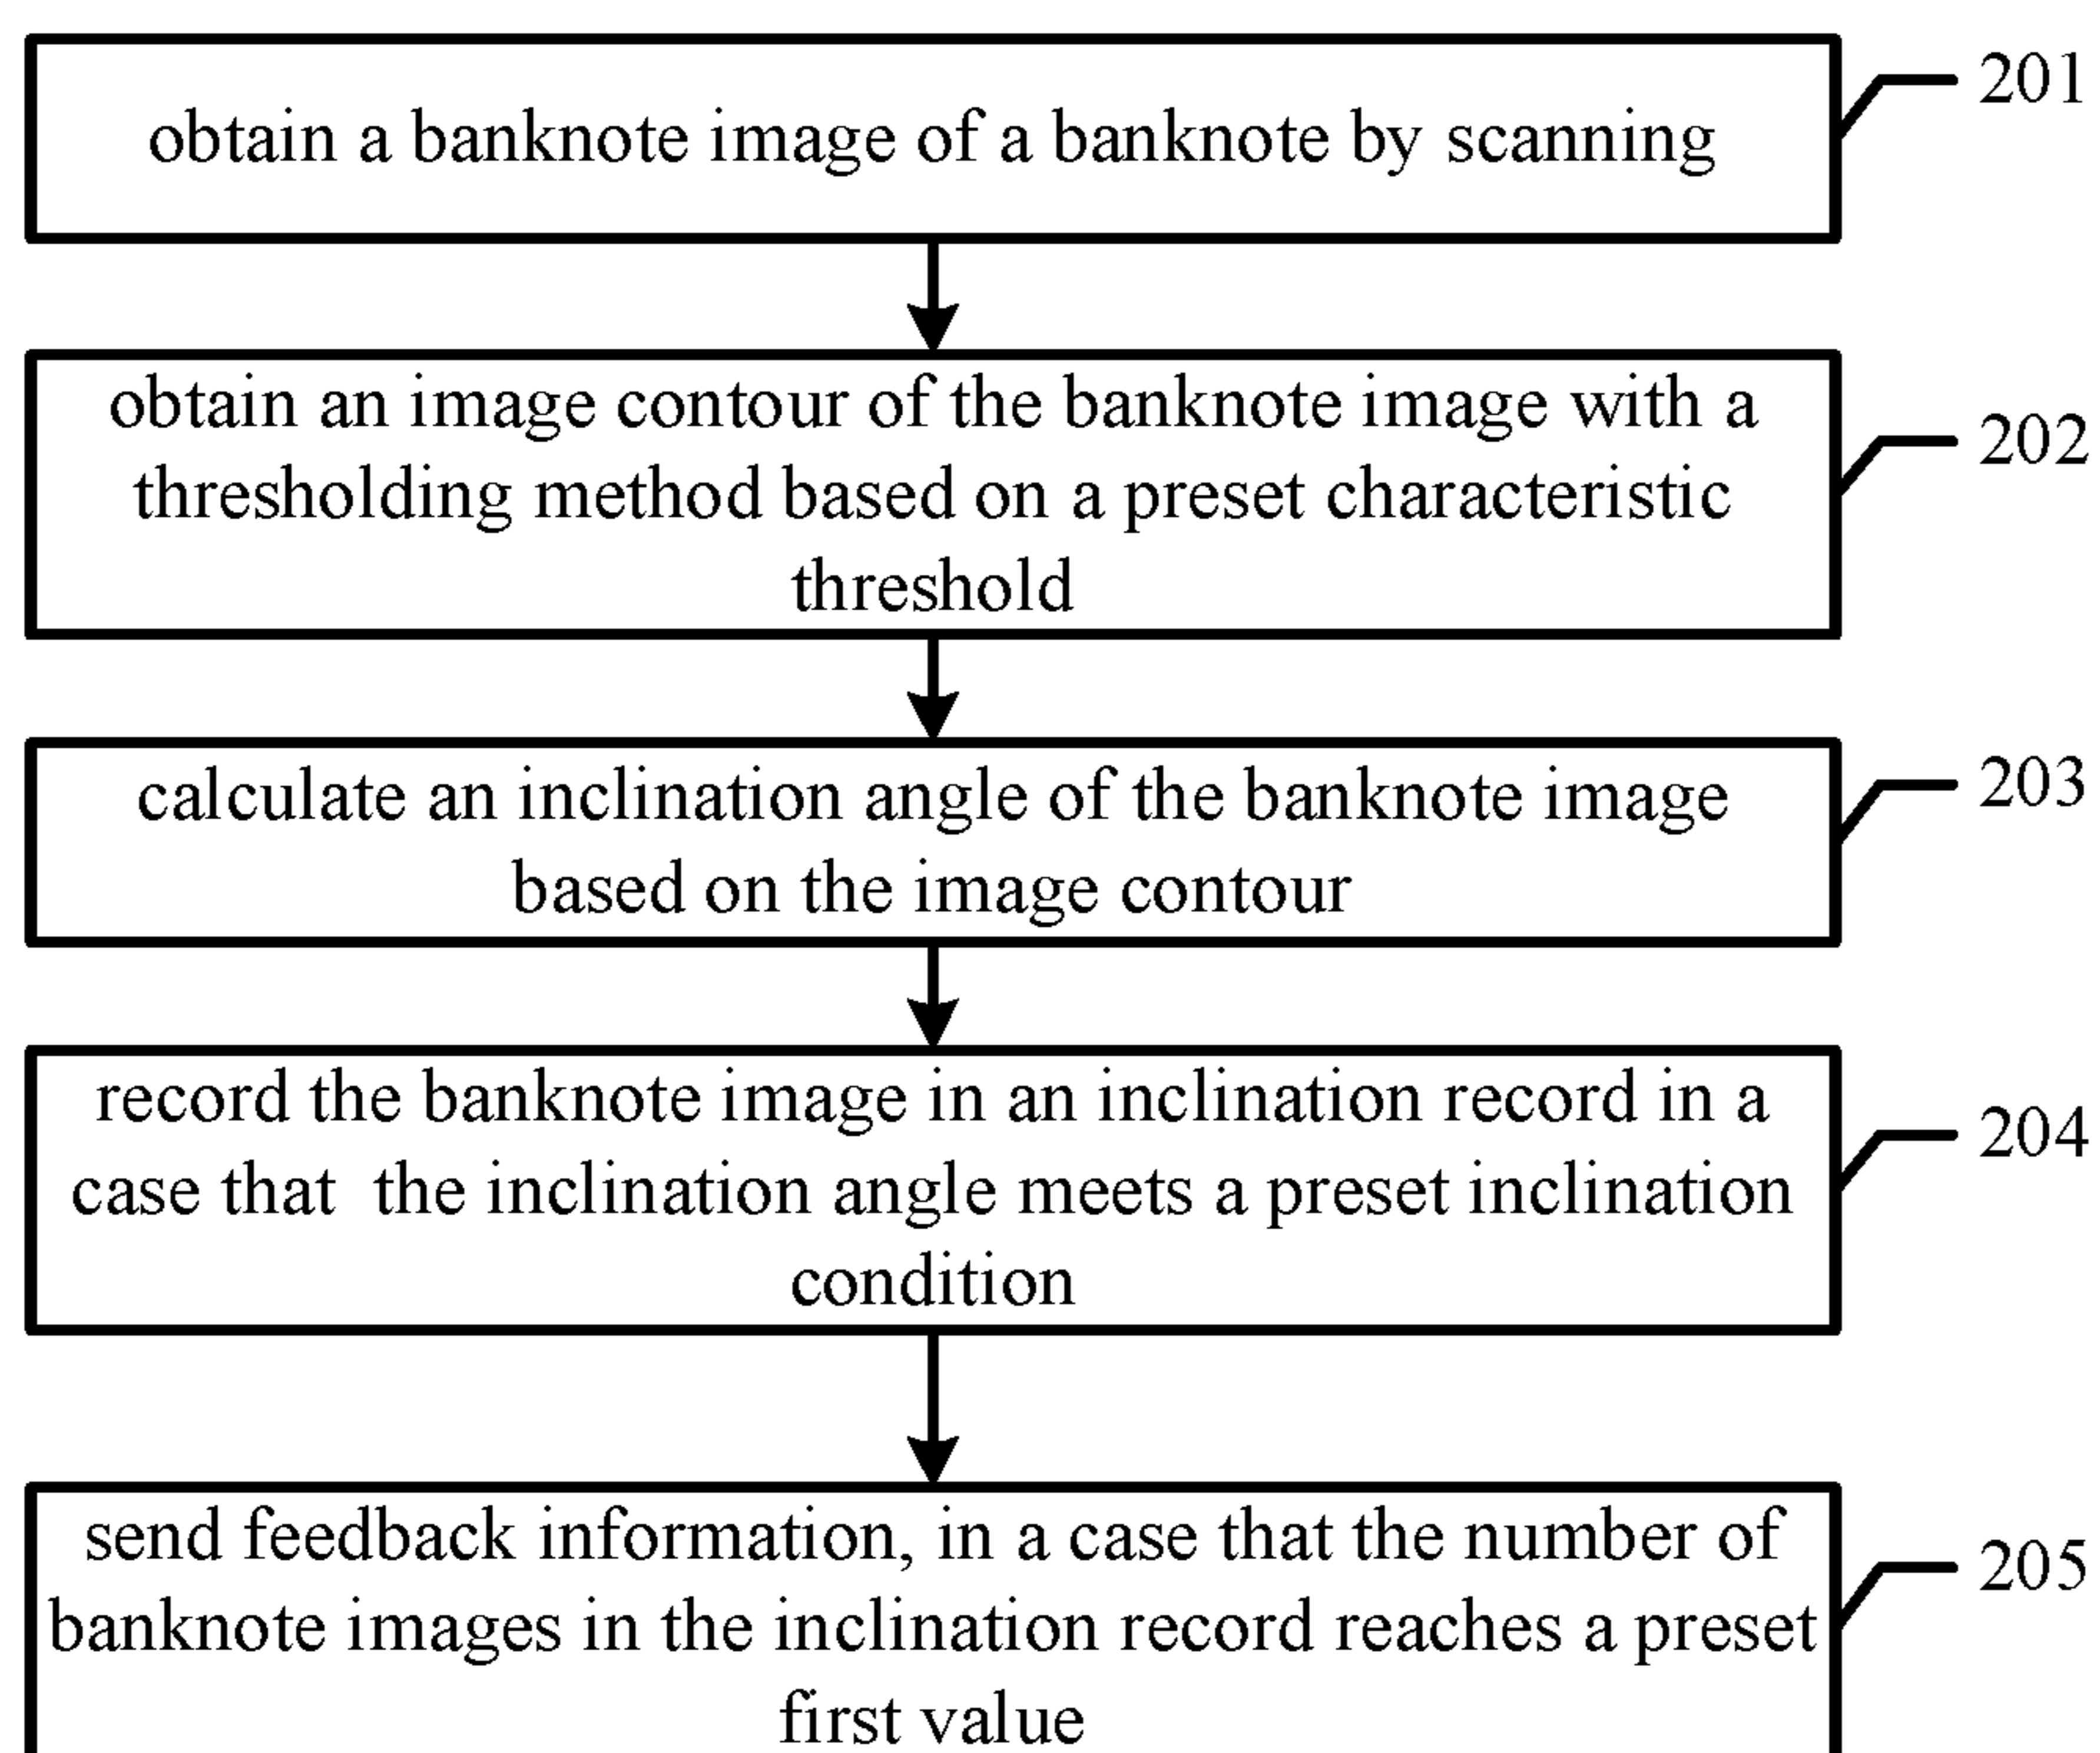 201
obtain a banknote image of a banknote by scanning
obtain an image contour of the banknote image with a
202
thresholding method based on a preset characteristic
threshold
203
calculate an inclination angle of the banknote image
based on the image contour
record the banknote image in an inclination record in a
204
case that  the inclination angle meets a preset inclination
condition
send feedback information, in a case that the number of
205
banknote images in the inclination record reaches a preset
first value